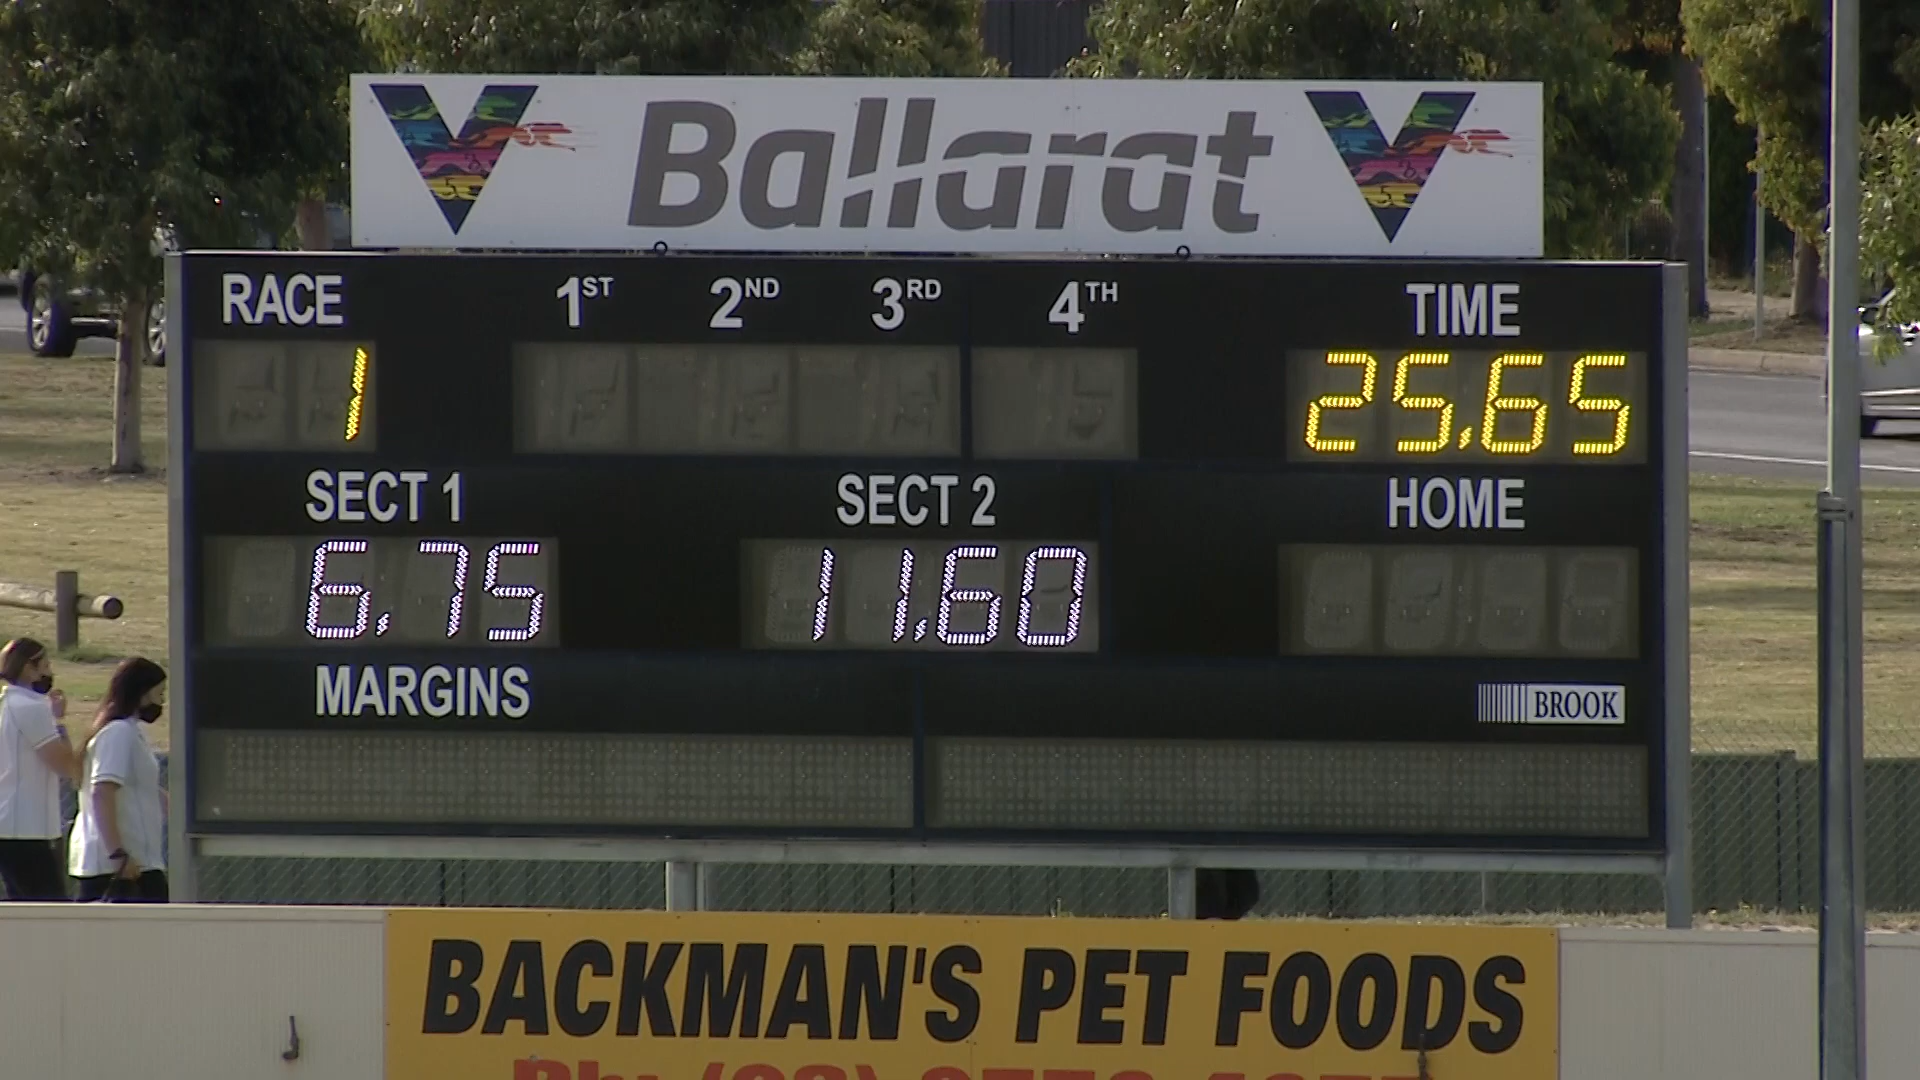 Ballarat
RACE 1ST 2ND 3RD 4TH TIME
1 25.65
SECT 1 SECT 2 HOME
6.75 11.60
MARGINS
BROOK
BACKMAN'S PET FOODS